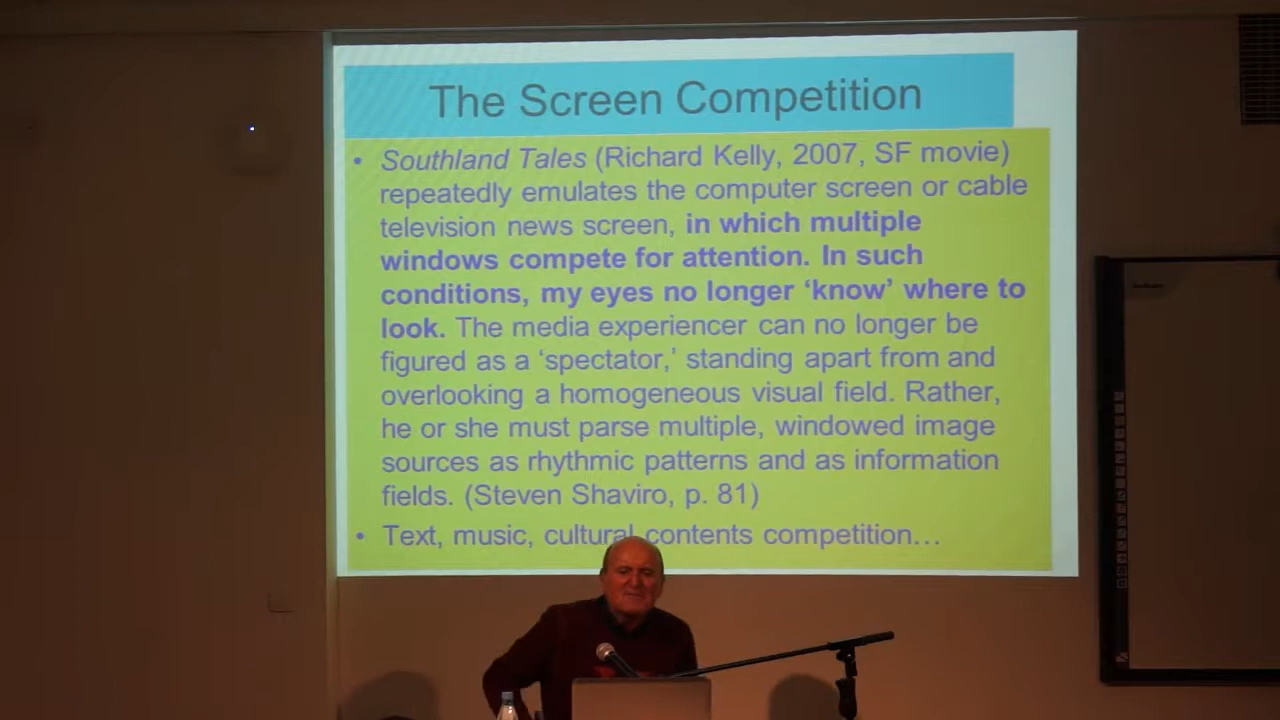 The Screen Competition
• Southland Tales (Richard Kelly, 2007, SF movie)
repeatedly emulates the computer screen or cable
television news screen, in which multiple
windows compete for attention. In such
conditions, my eyes no longer ‘know’ where to
look. The media experiencer can no longer be
figured as a ‘spectator,’ standing apart from and
overlooking a homogeneous visual field. Rather,
he or she must parse multiple, windowed image
sources as rhythmic patterns and as information
fields. (Steven Shaviro, p. 81)
• Text, music, cultural contents competition…